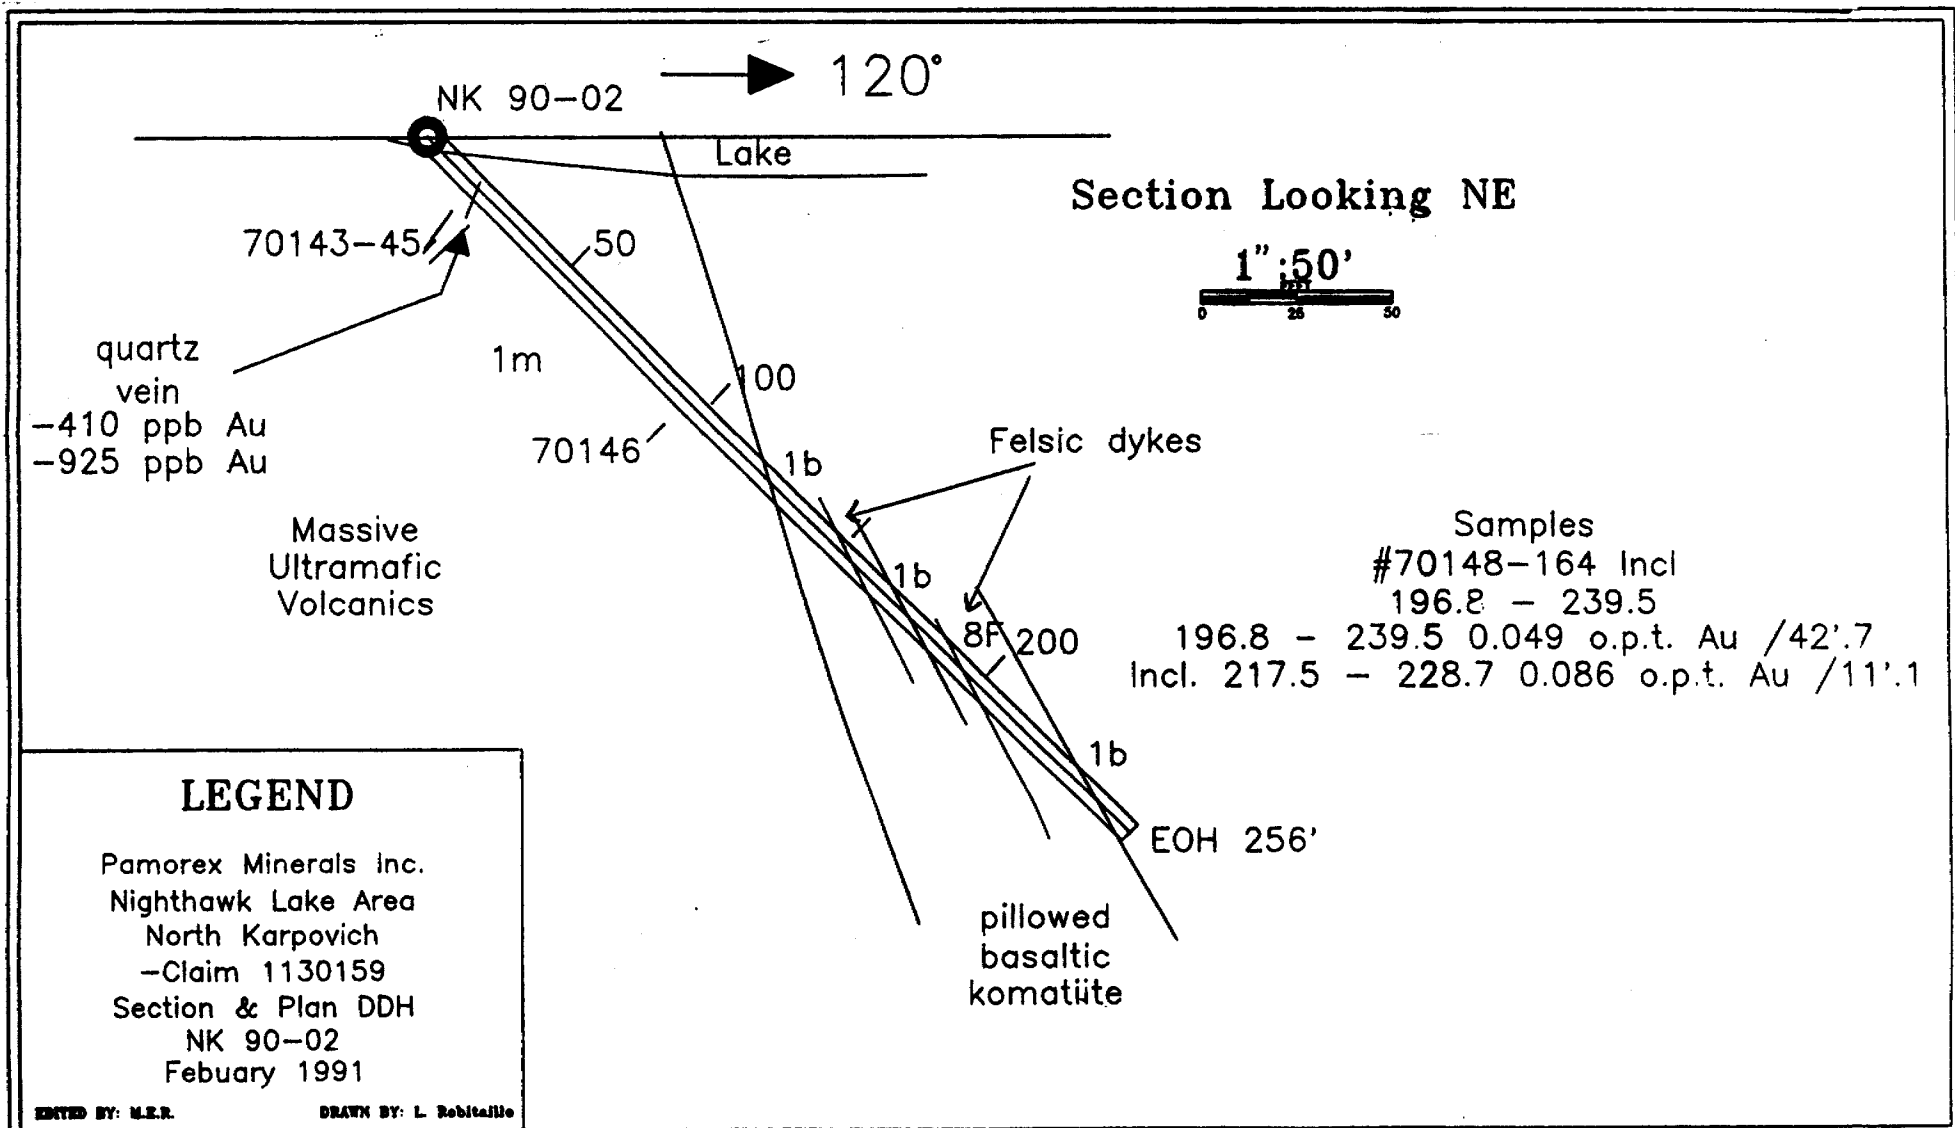 120°
NK 90-02
Lake
Section Looking NE
1":50'
FEET
0 25 50
70143-45
50
quartz
vein
-410 ppb Au
-925 ppb Au
1m
100
70146
1b
Felsic dykes
Massive
Ultramafic
Volcanics
1b
8F
200
Samples
#70148-164 Incl
196.8 - 239.5
196.8 - 239.5 0.049 o.p.t. Au /42'.7
Incl. 217.5 - 228.7 0.086 o.p.t. Au /11'.1
1b
EOH 256'
pillowed
basaltic
komatiite
LEGEND
Pamorex Minerals Inc.
Nighthawk Lake Area
North Karpovich
-Claim 1130159
Section & Plan DDH
NK 90-02
Febuary 1991
EDITED BY: M.E.R.
DRAWN BY: L. Robitaille